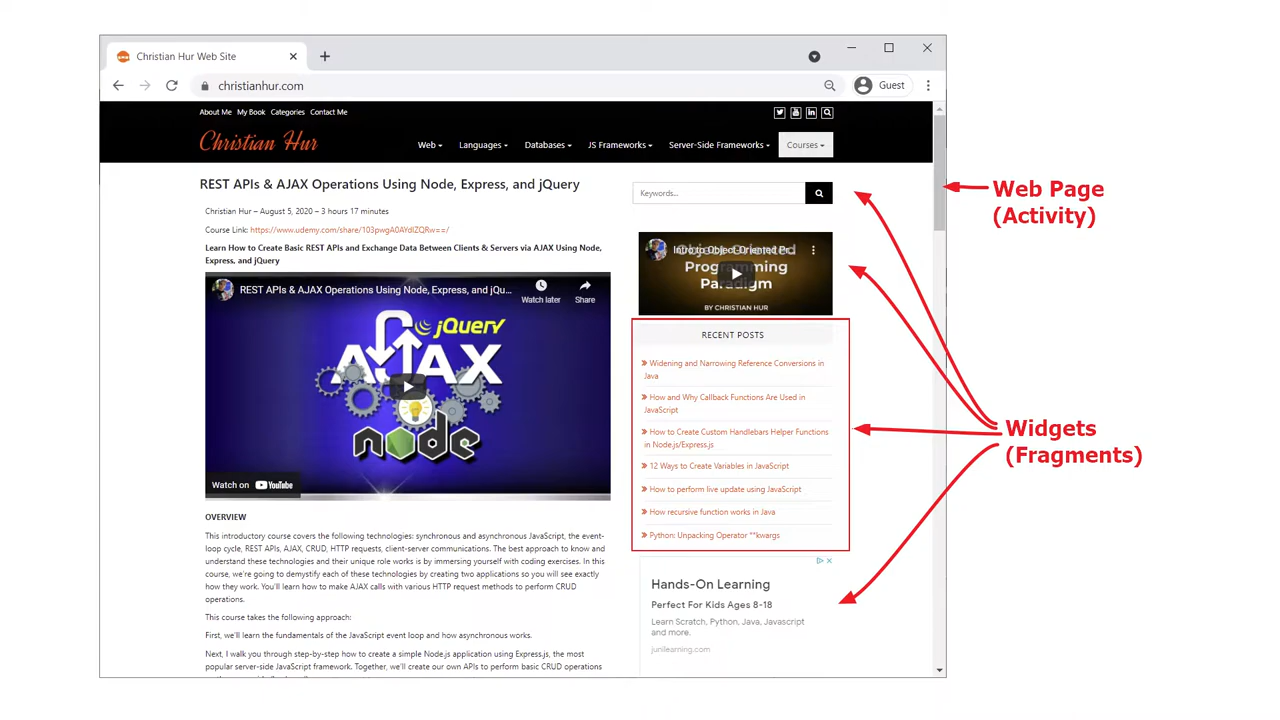 Christian Hur Web Site
christianhur.com
Guest
About Me My Book Categories Contact Me
Christian Hur
Web Languages Databases JS Frameworks Server-Side Frameworks Courses
REST APIs & AJAX Operations Using Node, Express, and jQuery
Christian Hur – August 5, 2020 – 3 hours 17 minutes
Course Link: https://www.udemy.com/share/103pwgA0AYdlZQRw==/
Learn How to Create Basic REST APIs and Exchange Data Between Clients & Servers via AJAX Using Node,
Express, and jQuery
REST APIs & AJAX Operations Using Node, Express, and jQu...
Watch later
Share
jQuery
AJAX
node
Watch on YouTube
OVERVIEW
This introductory course covers the following technologies: synchronous and asynchronous JavaScript, the event-
loop cycle, REST APIs, AJAX, CRUD, HTTP requests, client-server communications. The best approach to know and
understand these technologies and their unique role works is by immersing yourself with coding exercises. In this
course, we're going to demystify each of these technologies by creating two applications so you will see exactly
how they work. You'll learn how to make AJAX calls with various HTTP request methods to perform CRUD
operations.
This course takes the following approach:
First, we'll learn the fundamentals of the JavaScript event loop and how asynchronous works.
Next, I walk you through step-by-step how to create a simple Node.js application using Express.js, the most
popular server-side JavaScript framework. Together, we'll create our own APIs to perform basic CRUD operations
Keywords...
Intro to Object-Oriented Pr...
Object-Oriented
Programming
Paradigm
BY CHRISTIAN HUR
RECENT POSTS
Widening and Narrowing Reference Conversions in
Java
How and Why Callback Functions Are Used in
JavaScript
How to Create Custom Handlebars Helper Functions
in Node.js/Express.js
12 Ways to Create Variables in JavaScript
How to perform live update using JavaScript
How recursive function works in Java
Python: Unpacking Operator **kwargs
Hands-On Learning
Perfect For Kids Ages 8-18
Learn Scratch, Python, Java, Javascript
and more.
junilearning.com
Web Page
(Activity)
Widgets
(Fragments)